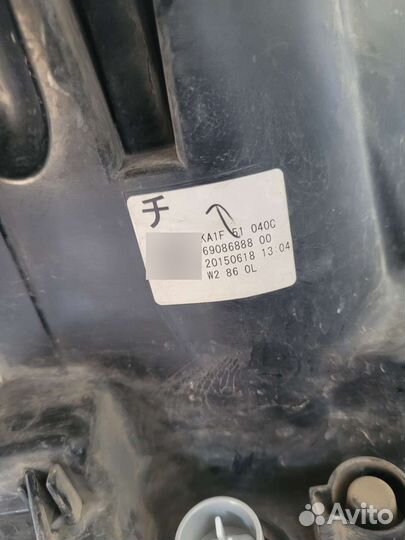 チ
KA1F 51 040C
69086888 00
20150618 13:04
W2 86 0L
Avito